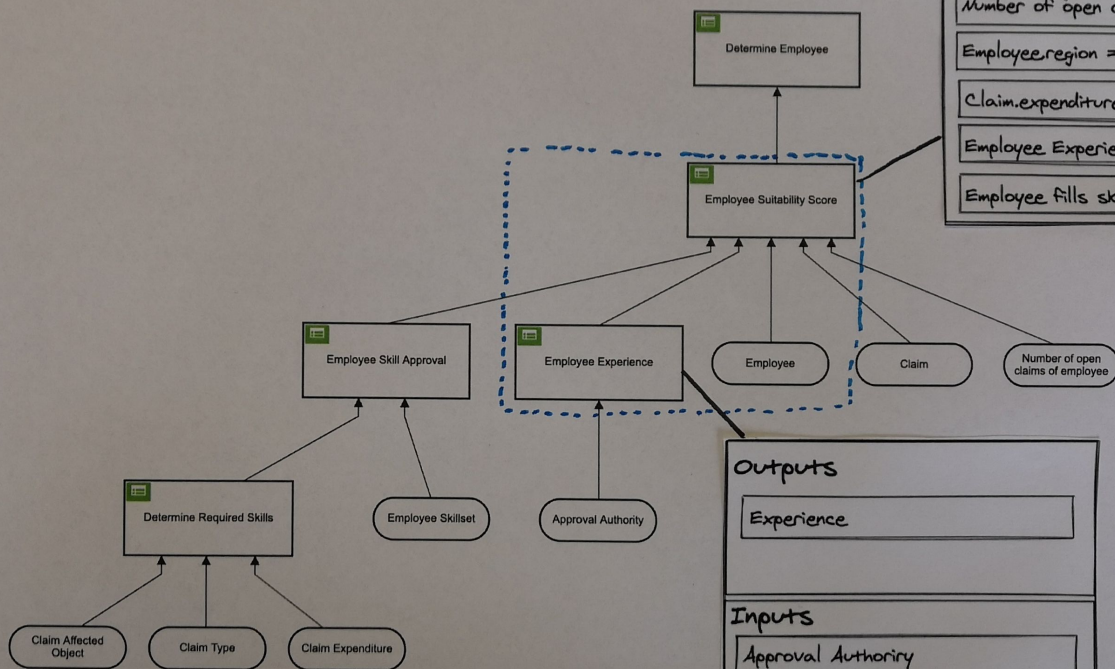 Number of open
Determine Employee
Employee.region =
Claim.expenditure
Employee Suitability Score
Employee Experie
Employee fills sk
Employee Skill Approval
Employee Experience
Employee
Claim
Number of open
claims of employee
Outputs
Experience
Determine Required Skills
Employee Skillset
Approval Authority
Inputs
Approval Authoriry
Claim Affected
Object
Claim Type
Claim Expenditure